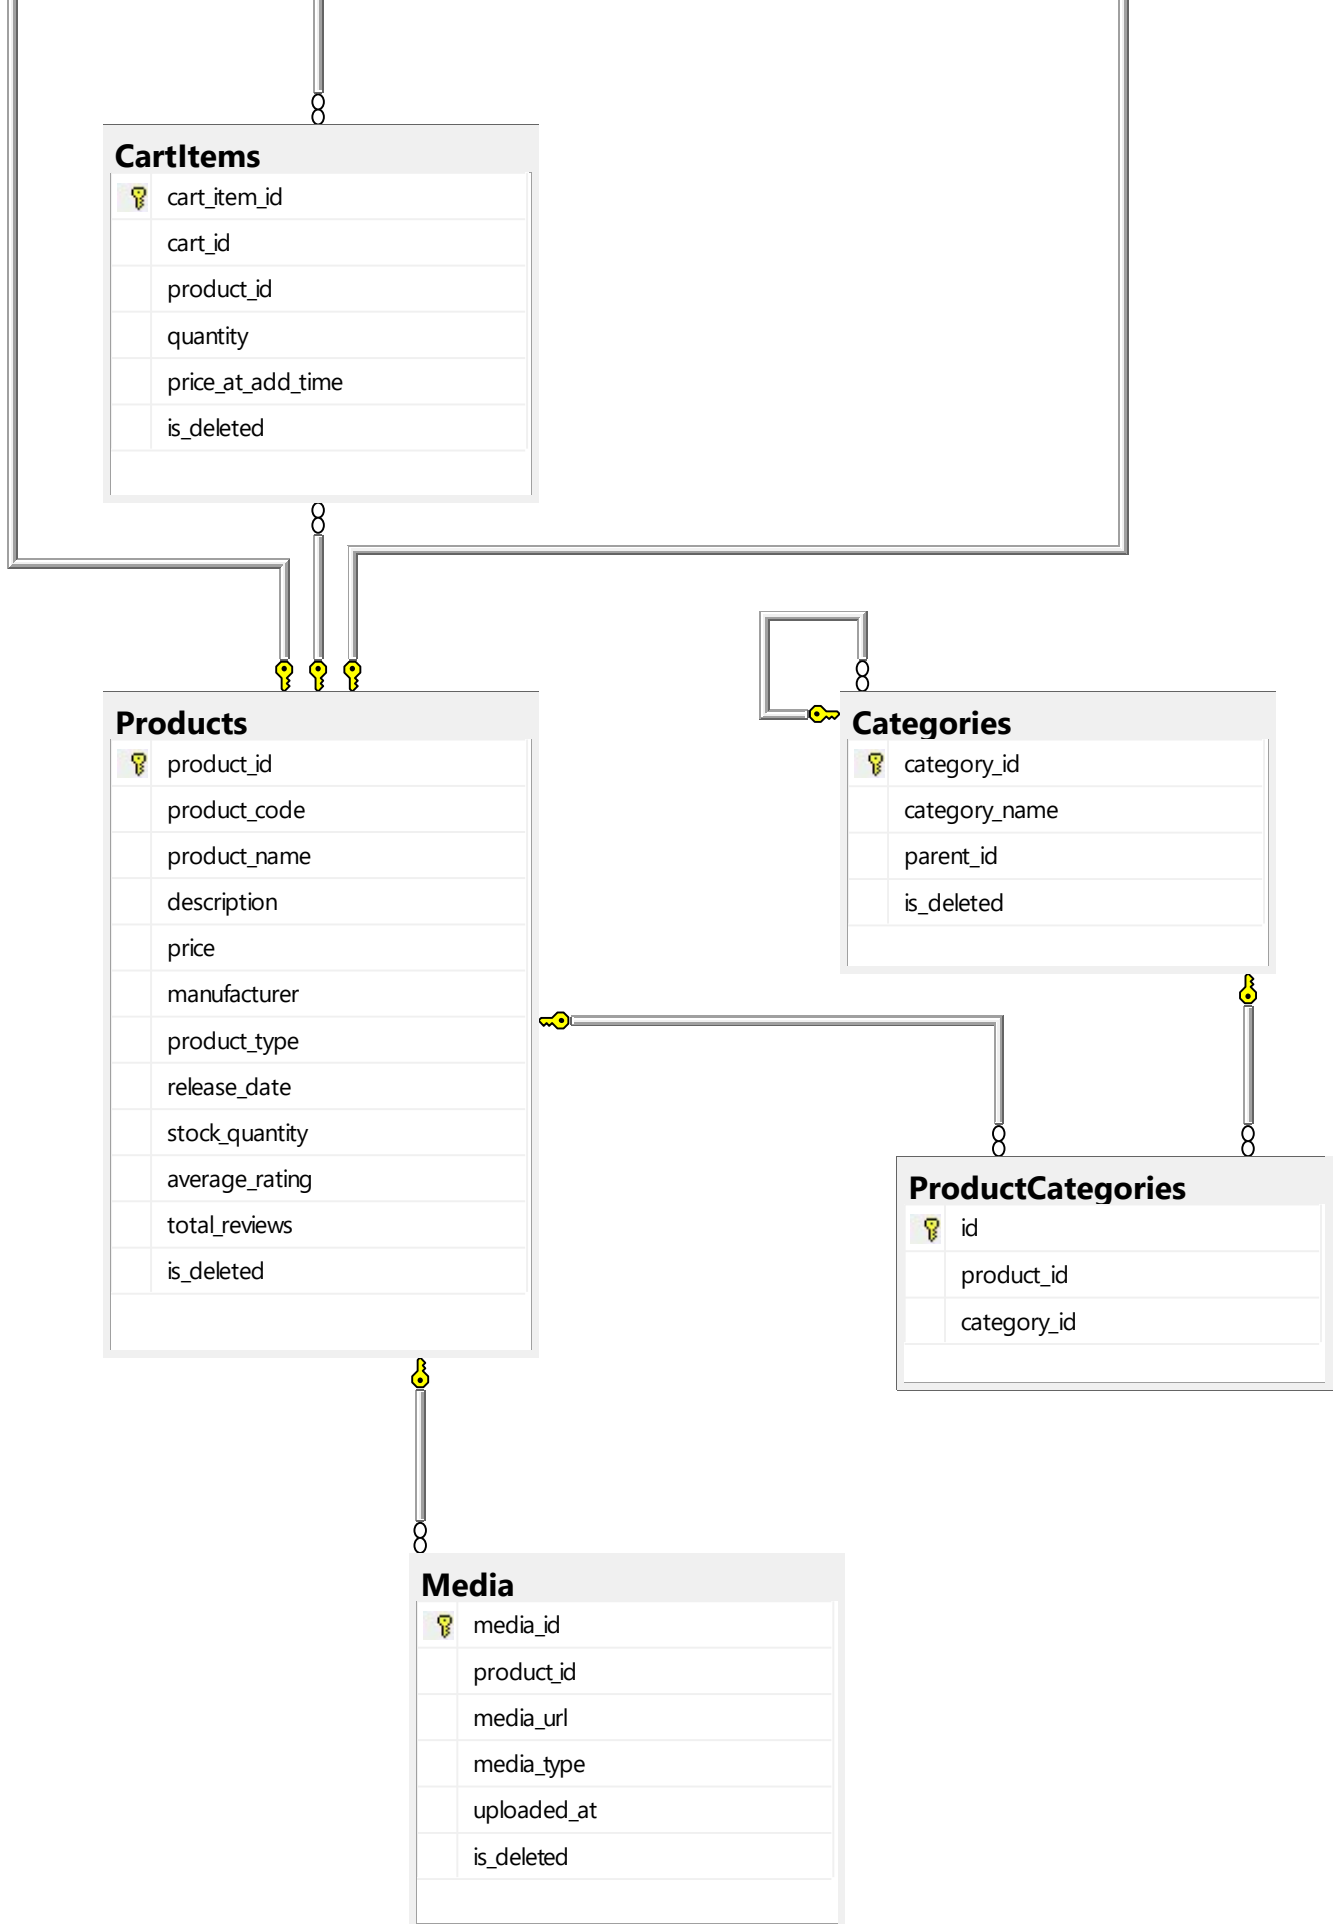 CartItems
cart_item_id
cart_id
product_id
quantity
price_at_add_time
is_deleted
Products
product_id
product_code
product_name
description
price
manufacturer
product_type
release_date
stock_quantity
average_rating
total_reviews
is_deleted
Categories
category_id
category_name
parent_id
is_deleted
ProductCategories
id
product_id
category_id
Media
media_id
product_id
media_url
media_type
uploaded_at
is_deleted